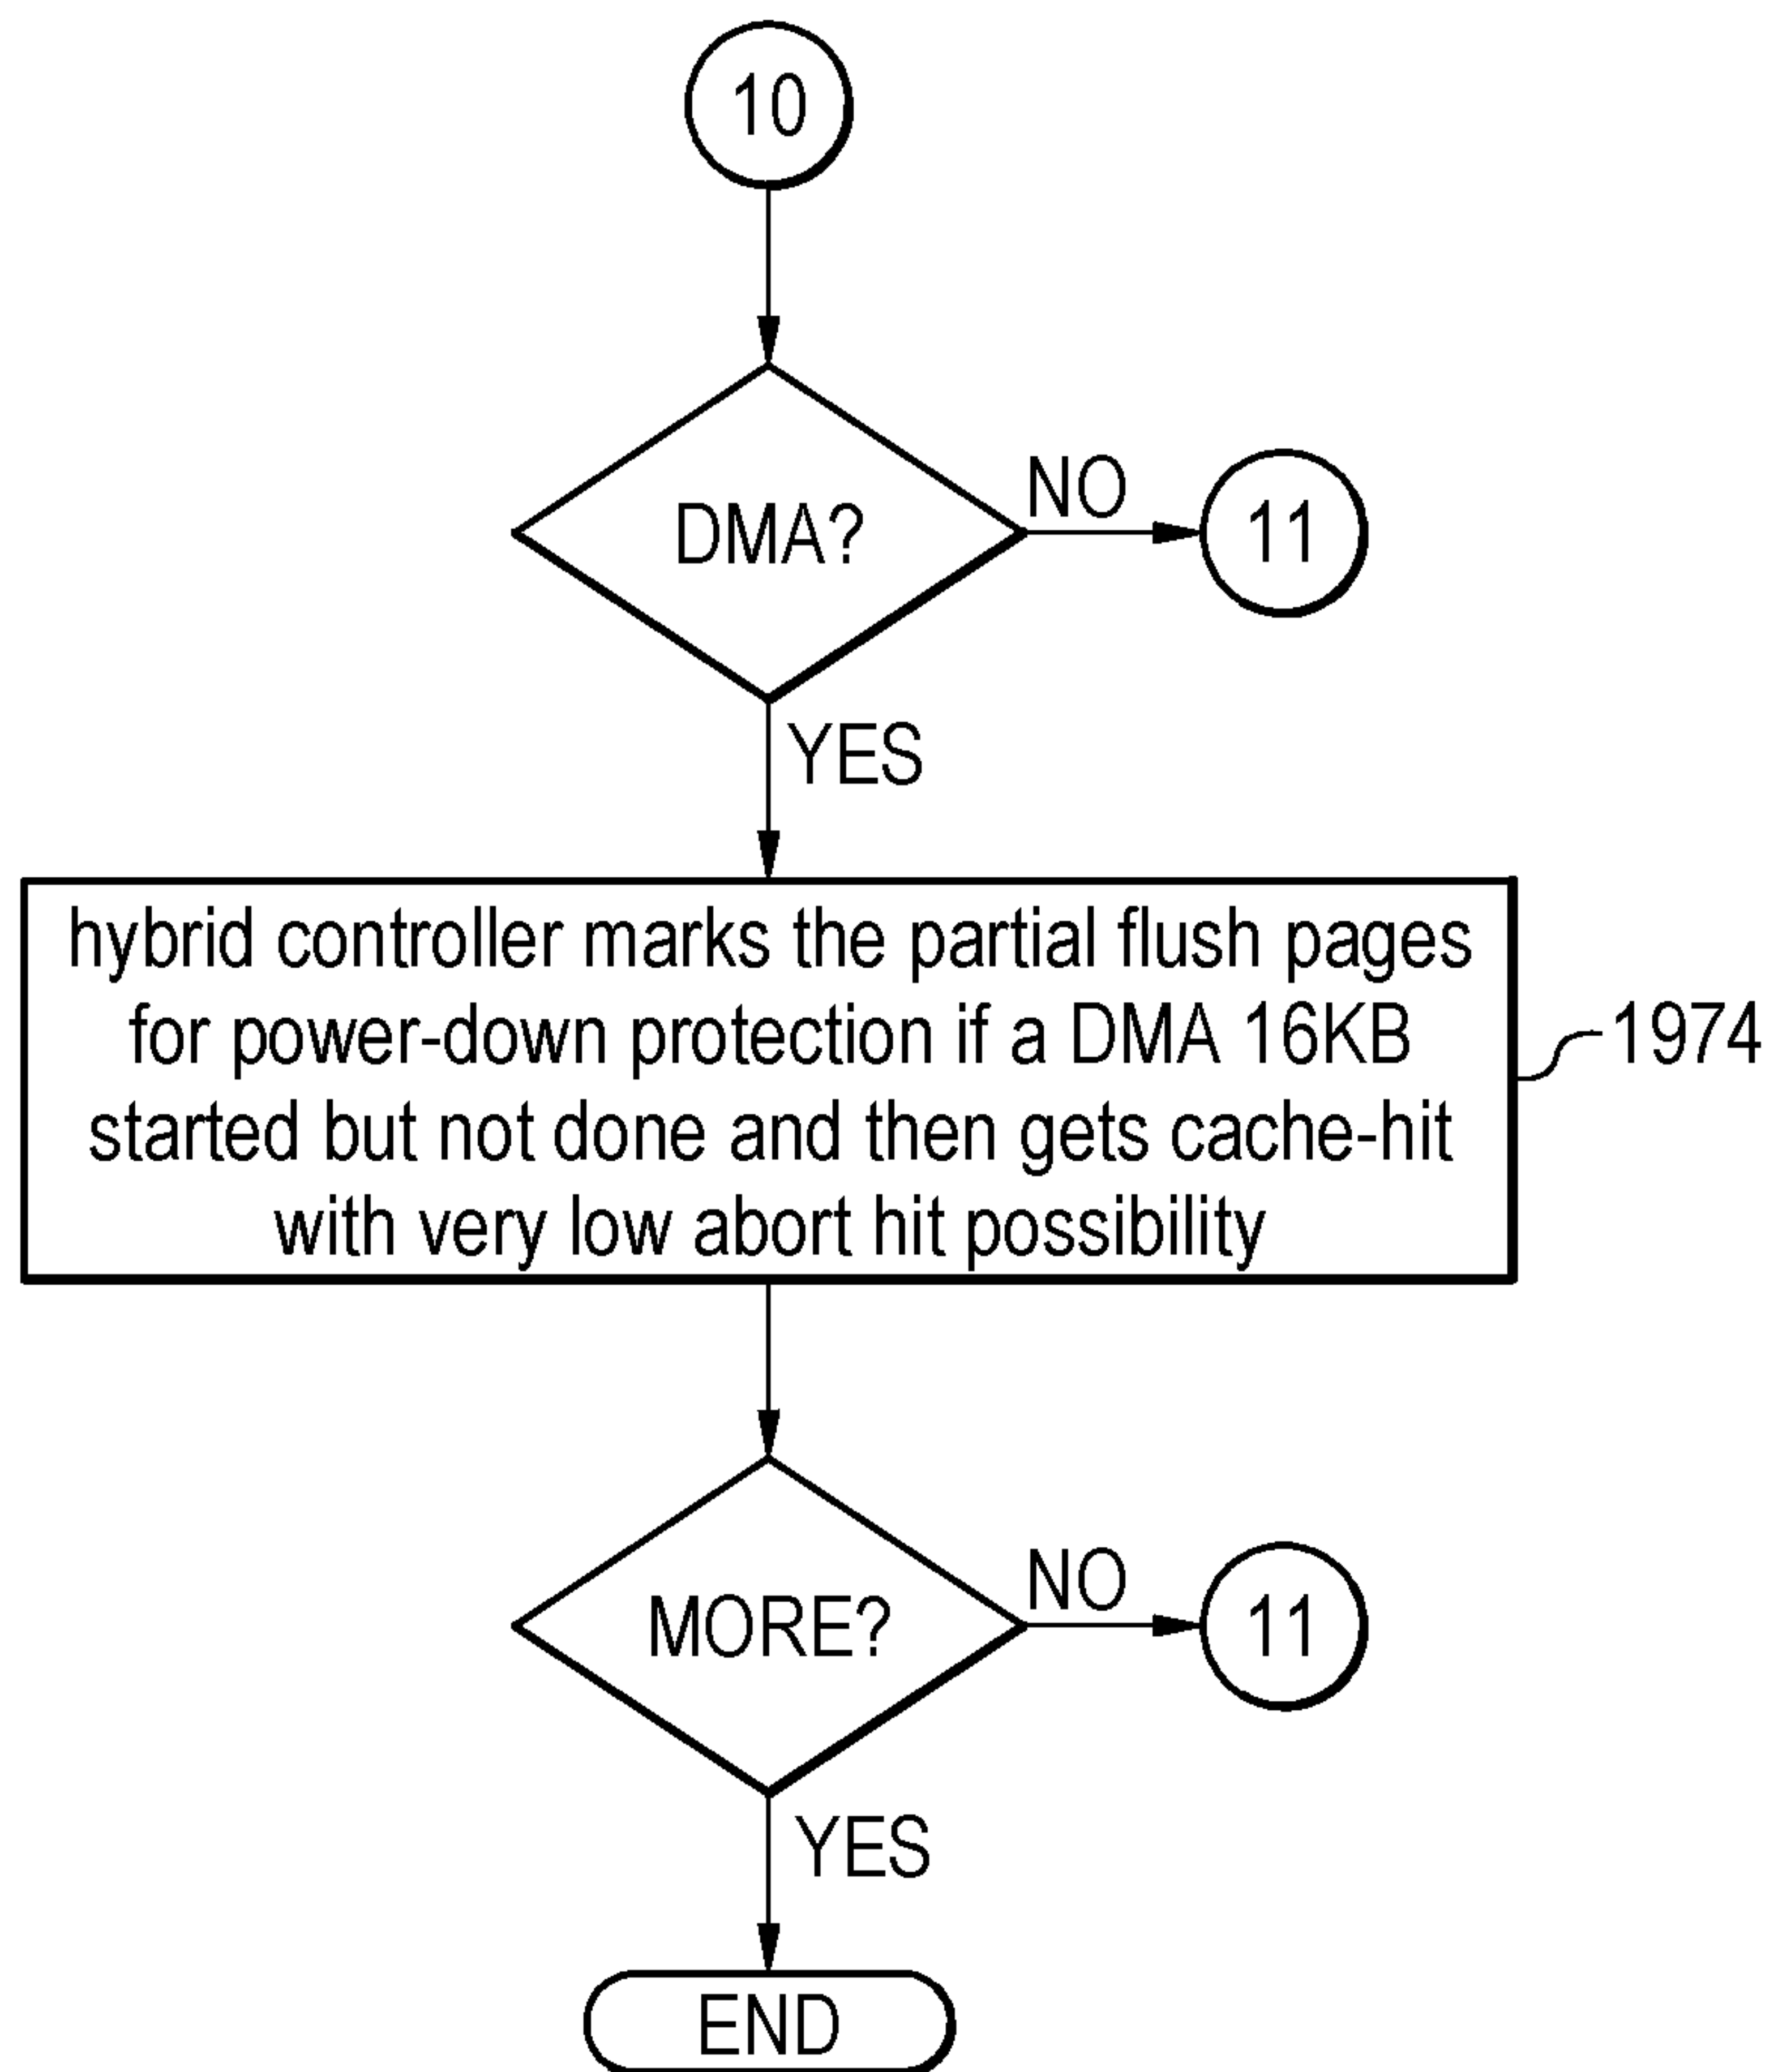 10
DMA?
NO
11
YES
hybrid controller marks the partial flush pages
for power-down protection if a DMA 16KB
started but not done and then gets cache-hit
with very low abort hit possibility
1974
MORE?
NO
11
YES
END